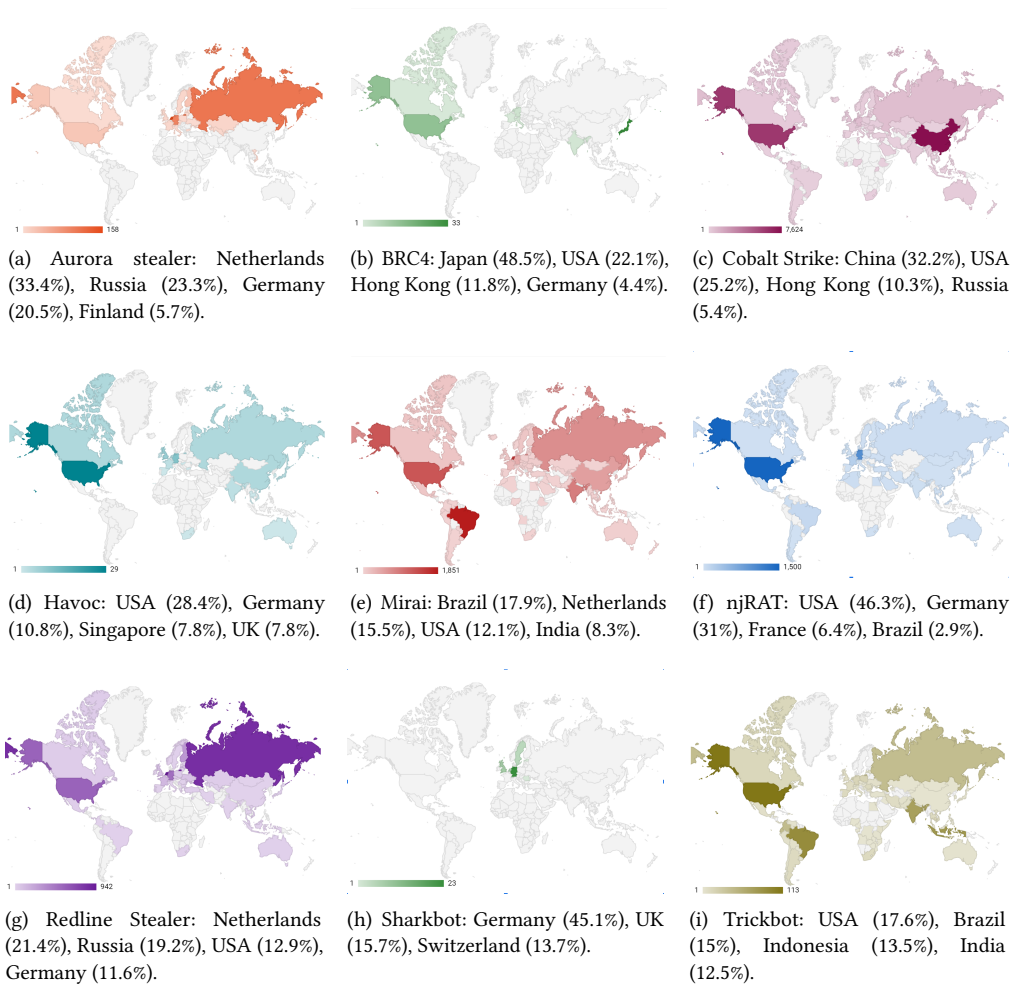 1 158
(a) Aurora stealer: Netherlands
(33.4%), Russia (23.3%), Germany
(20.5%), Finland (5.7%).
1 33
(b) BRC4: Japan (48.5%), USA (22.1%),
Hong Kong (11.8%), Germany (4.4%).
1 7,624
(c) Cobalt Strike: China (32.2%), USA
(25.2%), Hong Kong (10.3%), Russia
(5.4%).
1 29
(d) Havoc: USA (28.4%), Germany
(10.8%), Singapore (7.8%), UK (7.8%).
1 1,851
(e) Mirai: Brazil (17.9%), Netherlands
(15.5%), USA (12.1%), India (8.3%).
1 1,500
(f) njRAT: USA (46.3%), Germany
(31%), France (6.4%), Brazil (2.9%).
1 942
(g) Redline Stealer: Netherlands
(21.4%), Russia (19.2%), USA (12.9%),
Germany (11.6%).
1 23
(h) Sharkbot: Germany (45.1%), UK
(15.7%), Switzerland (13.7%).
1 113
(i) Trickbot: USA (17.6%), Brazil
(15%), Indonesia (13.5%), India
(12.5%).